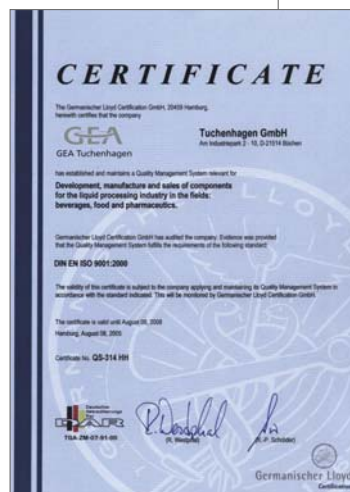 CERTIFICATE
The Germanischer Lloyd Certification GmbH, 20459 Hamburg,
herewith certifies that the company
GEA
GEA Tuchenhagen
Tuchenhagen GmbH
Am Industriepark 2 - 10, D-21514 Büchen
has established and maintains a Quality Management System relevant for
Development, manufacture and sales of components
for the liquid processing industry in the fields:
beverages, food and pharmaceutics.
Germanischer Lloyd Certification GmbH has audited the company. Evidence was provided
that the Quality Management System fulfills the requirements of the following standard:
DIN EN ISO 9001:2000
The validity of this certificate is subject to the company applying and maintaining its Quality Management System in
accordance with the standard indicated. This will be monitored by Germanischer Lloyd Certification GmbH.
The certificate is valid until August 08, 2008
Hamburg, August 08, 2005
Certificate No. QS-314 HH
Deutscher
Akkreditierungs
Rat
DAR
TGA-ZM-07-91-00
(R. Westphal)
(R.-P. Schöder)
Germanischer Lloyd
Certification